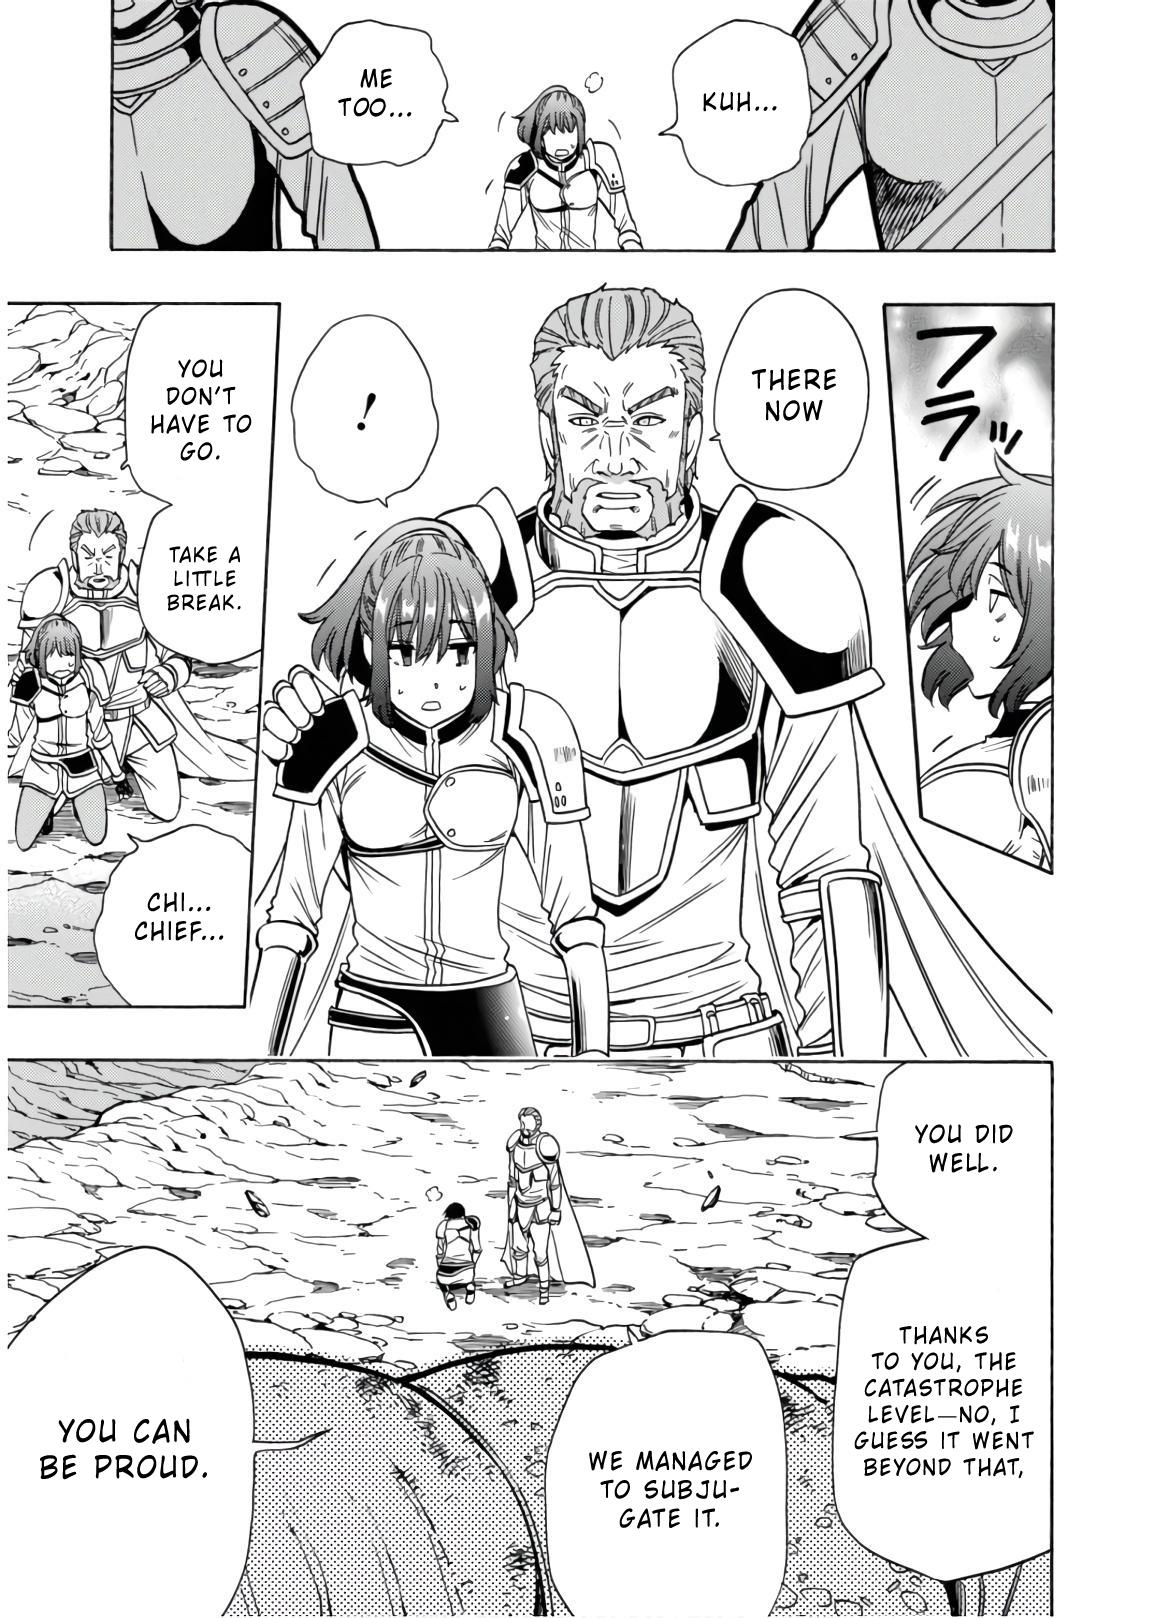 KUH...
ME
TOO...
フラッ
THERE
NOW
!
YOU
DON'T
HAVE TO
GO.
TAKE A
LITTLE
BREAK.
CHI...
CHIEF...
YOU DID
WELL.
THANKS
TO YOU, THE
CATASTROPHE
LEVEL—NO, I
GUESS IT WENT
BEYOND THAT,
WE MANAGED
TO SUBJU-
GATE IT.
YOU CAN
BE PROUD.